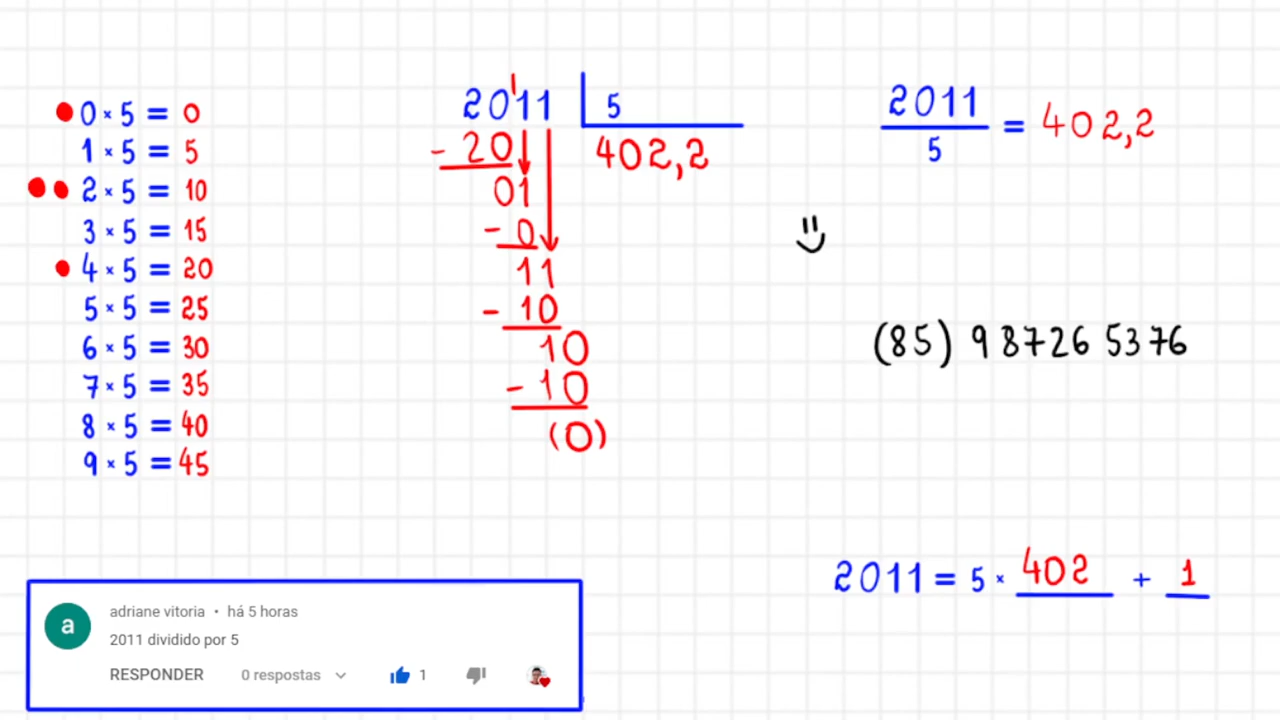 0 × 5 = 0
1 × 5 = 5
2 × 5 = 10
3 × 5 = 15
4 × 5 = 20
5 × 5 = 25
6 × 5 = 30
7 × 5 = 35
8 × 5 = 40
9 × 5 = 45
2011 5
- 20 402,2
01
- 0
11
- 10
10
- 10
(0)
2011
5
= 402,2
(85) 9 8726 5376
2011 = 5 × 402 + 1
a
adriane vitoria • há 5 horas
2011 dividido por 5
RESPONDER 0 respostas 1